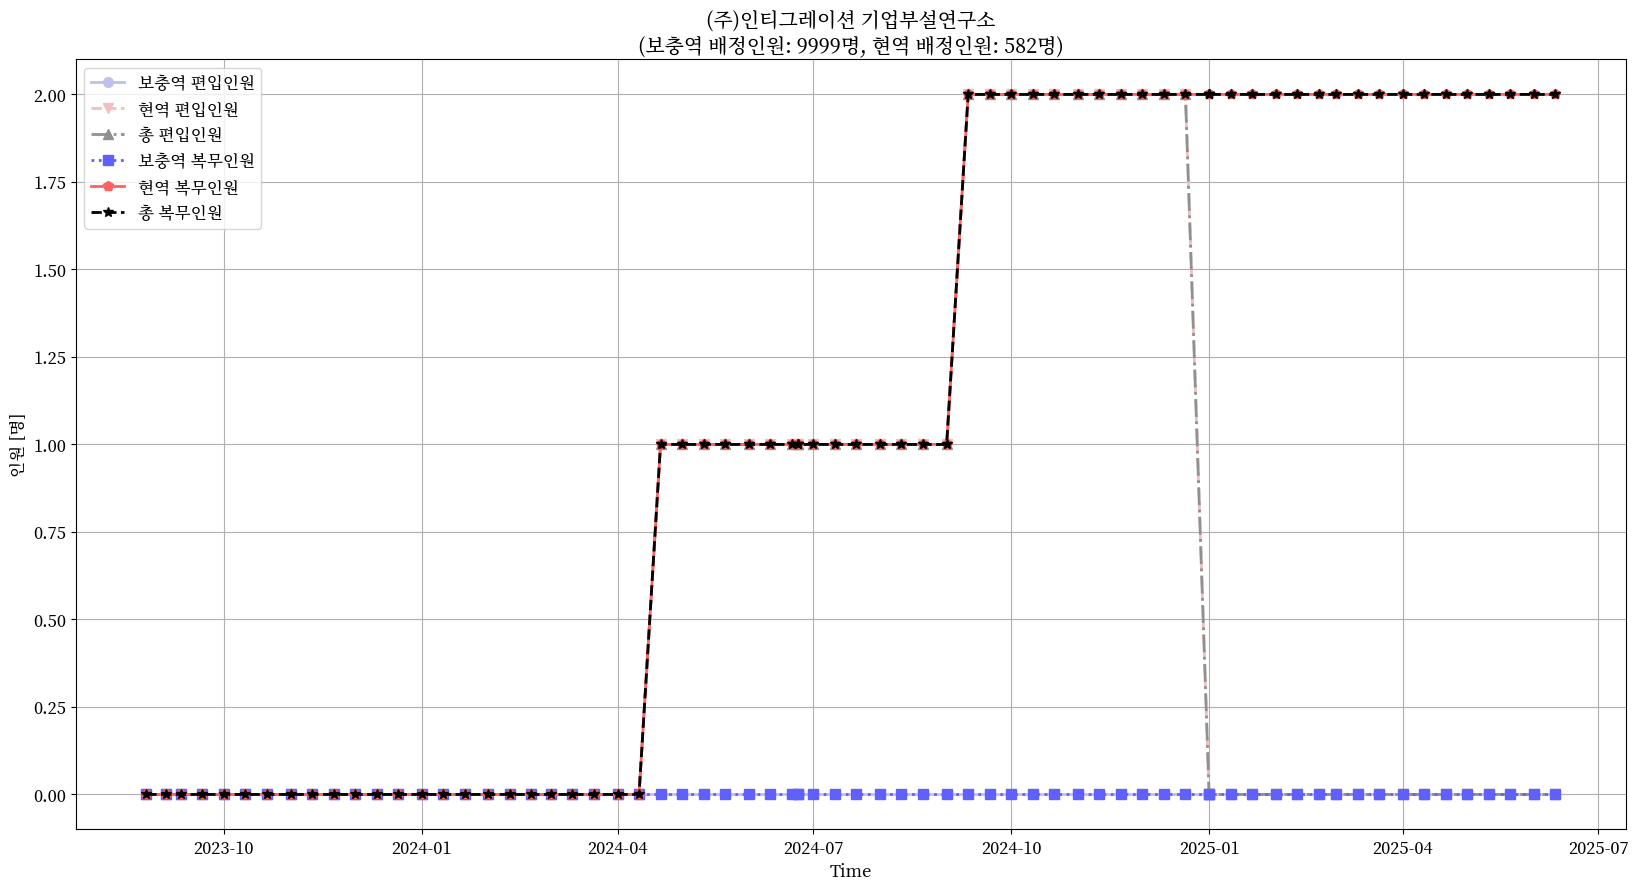 (주)인티그레이션 기업부설연구소
(보충역 배정인원: 9999명, 현역 배정인원: 582명)
보충역 편입인원
현역 편입인원
총 편입인원
보충역 복무인원
현역 복무인원
총 복무인원
2.00
1.75
1.50
1.25
1.00
0.75
0.50
0.25
0.00
인원 [명]
2023-10
2024-01
2024-04
2024-07
2024-10
2025-01
2025-04
2025-07
Time